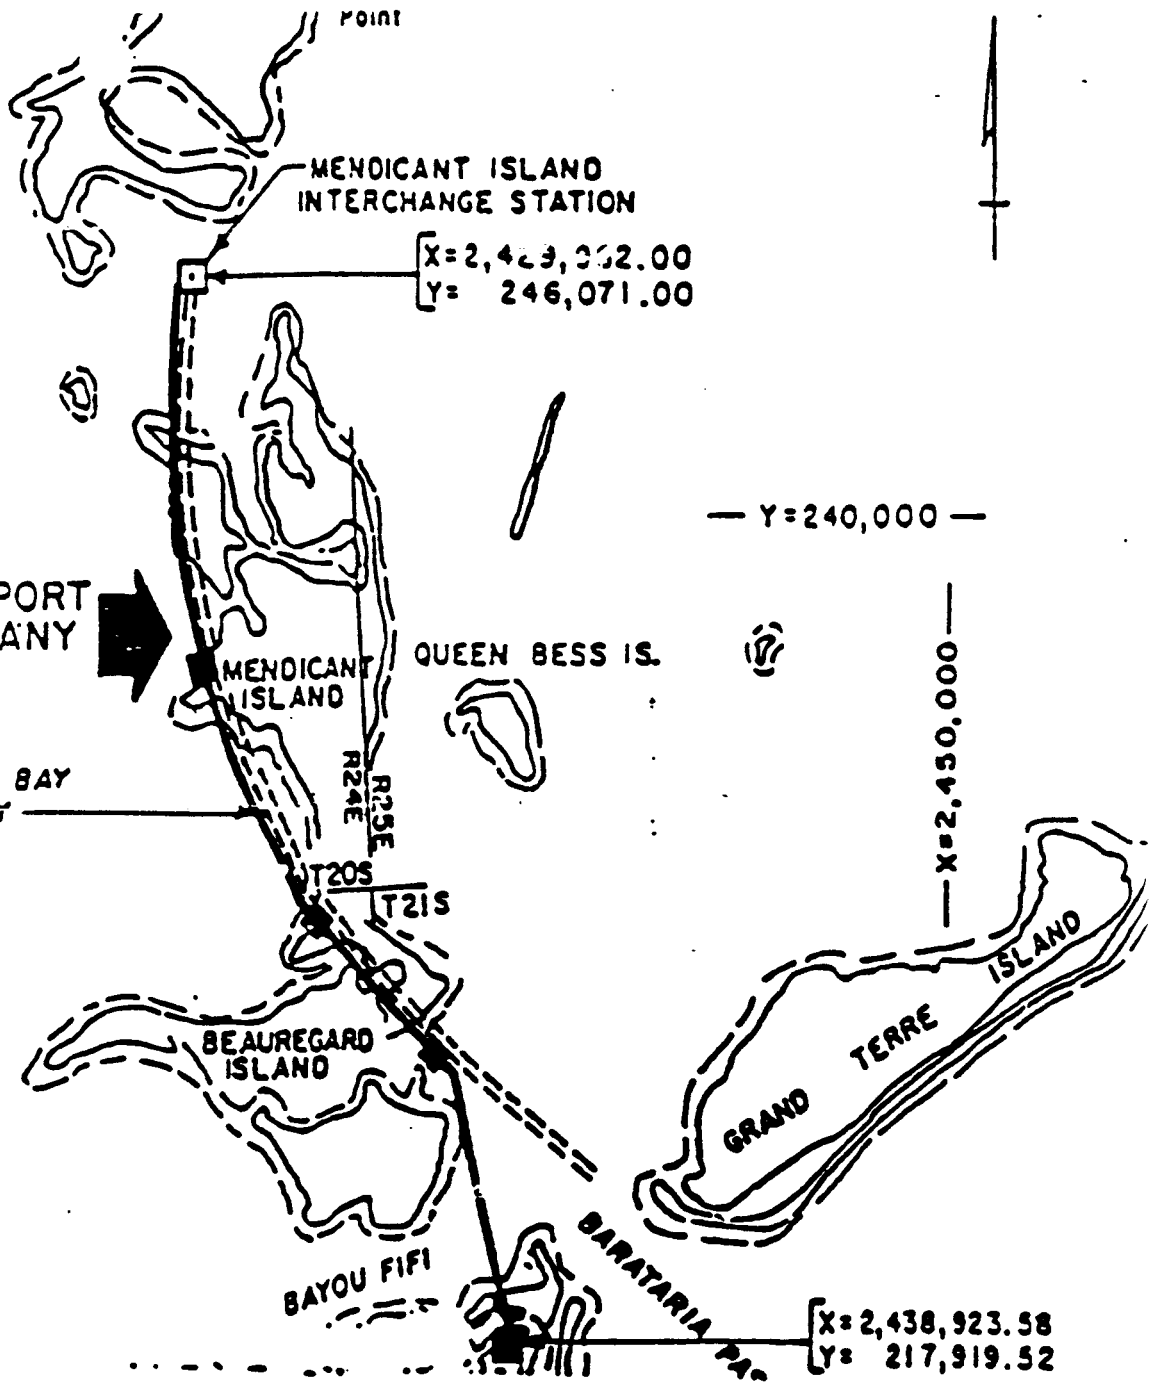 Point
MENDICANT ISLAND
INTERCHANGE STATION
Y= 246,071.00
Y=240,000
PORT
ANY
QUEEN BESS IS.
MENDICANT
ISLAND
X=2,450,000
R24E
R25E
BAY
T20S
T21S
GRAND TERRE ISLAND
BEAUREGARD
ISLAND
BAYOU FIFI
BARATARIA
X=2,438,923.58
Y= 217,919.52